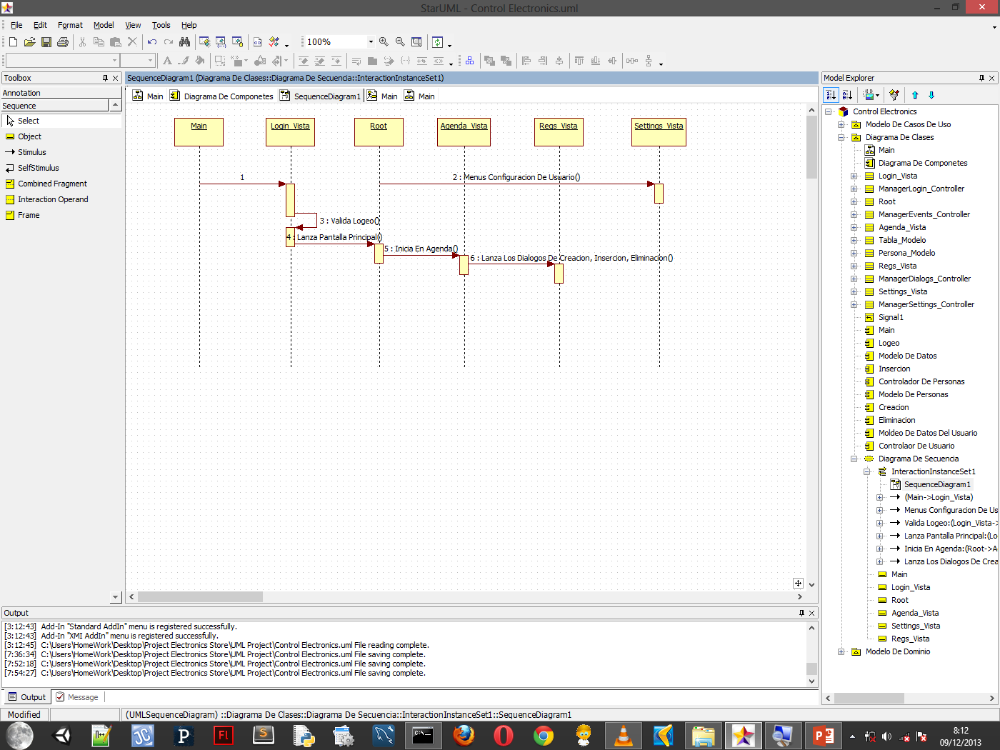 StarUML - Control Electronics.uml
File Edit Format Model View Tools Help
100%
Toolbox
Annotation
Sequence
Select
Object
Stimulus
SelfStimulus
Combined Fragment
Interaction Operand
Frame
SequenceDiagram1 (Diagrama De Clases::Diagrama De Secuencia::InteractionInstanceSet1)
Main Diagrama De Componetes SequenceDiagram1 Main Main
Main Login_Vista Root Agenda_Vista Regs_Vista Settings_Vista
1
2 : Menus Configuracion De Usuario()
3 : Valida Logeo()
4 : Lanza Pantalla Principal()
5 : Inicia En Agenda()
6 : Lanza Los Dialogos De Creacion, Insercion, Eliminacion()
Model Explorer
Control Electronics
Modelo De Casos De Uso
Diagrama De Clases
Main
Diagrama De Componetes
Login_Vista
ManagerLogin_Controller
Root
ManagerEvents_Controller
Agenda_Vista
Tabla_Modelo
Persona_Modelo
Regs_Vista
ManagerDialogs_Controller
Settings_Vista
ManagerSettings_Controller
Signal1
Main
Logeo
Modelo De Datos
Insercion
Controlador De Personas
Modelo De Personas
Creacion
Eliminacion
Moldeo De Datos Del Usuario
Controlaor De Usuario
Diagrama De Secuencia
InteractionInstanceSet1
SequenceDiagram1
(Main->Login_Vista)
Menus Configuracion De Us
Valida Logeo:(Login_Vista->
Lanza Pantalla Principal:(Lo
Inicia En Agenda:(Root->A
Lanza Los Dialogos De Crea
Main
Login_Vista
Root
Agenda_Vista
Settings_Vista
Regs_Vista
Modelo De Dominio
Output
[3:12:43] Add-In "Standard AddIn" menu is registered successfully.
[3:12:43] Add-In "XMI AddIn" menu is registered successfully.
[3:12:45] C:\Users\HomeWork\Desktop\Project Electronics Store\UML Project\Control Electronics.uml File reading complete.
[7:36:34] C:\Users\HomeWork\Desktop\Project Electronics Store\UML Project\Control Electronics.uml File saving complete.
[7:52:18] C:\Users\HomeWork\Desktop\Project Electronics Store\UML Project\Control Electronics.uml File saving complete.
[7:54:27] C:\Users\HomeWork\Desktop\Project Electronics Store\UML Project\Control Electronics.uml File saving complete.
Output Message
Modified
(UMLSequenceDiagram) ::Diagrama De Clases::Diagrama De Secuencia::InteractionInstanceSet1::SequenceDiagram1
8:12
09/12/2013